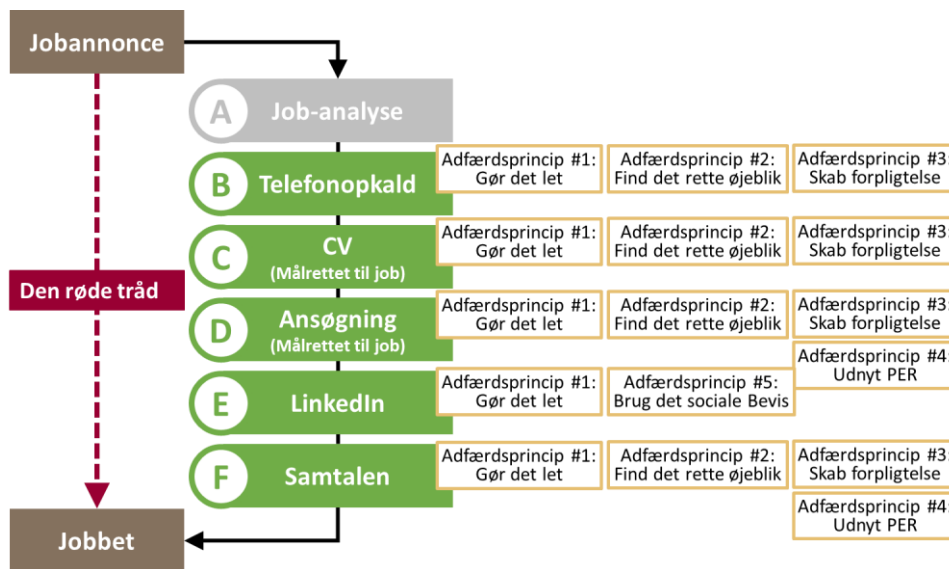 Jobannonce
A
Job-analyse
B
Telefonopkald
Adfærdsprincip #1:
Gør det let
Adfærdsprincip #2:
Find det rette øjeblik
Adfærdsprincip #3:
Skab forpligtelse
C
CV
(Målrettet til job)
Adfærdsprincip #1:
Gør det let
Adfærdsprincip #2:
Find det rette øjeblik
Adfærdsprincip #3:
Skab forpligtelse
Den røde tråd
D
Ansøgning
(Målrettet til job)
Adfærdsprincip #1:
Gør det let
Adfærdsprincip #2:
Find det rette øjeblik
Adfærdsprincip #3:
Skab forpligtelse
Adfærdsprincip #4:
Udnyt PER
E
LinkedIn
Adfærdsprincip #1:
Gør det let
Adfærdsprincip #5:
Brug det sociale Bevis
F
Samtalen
Adfærdsprincip #1:
Gør det let
Adfærdsprincip #2:
Find det rette øjeblik
Adfærdsprincip #3:
Skab forpligtelse
Adfærdsprincip #4:
Udnyt PER
Jobbet